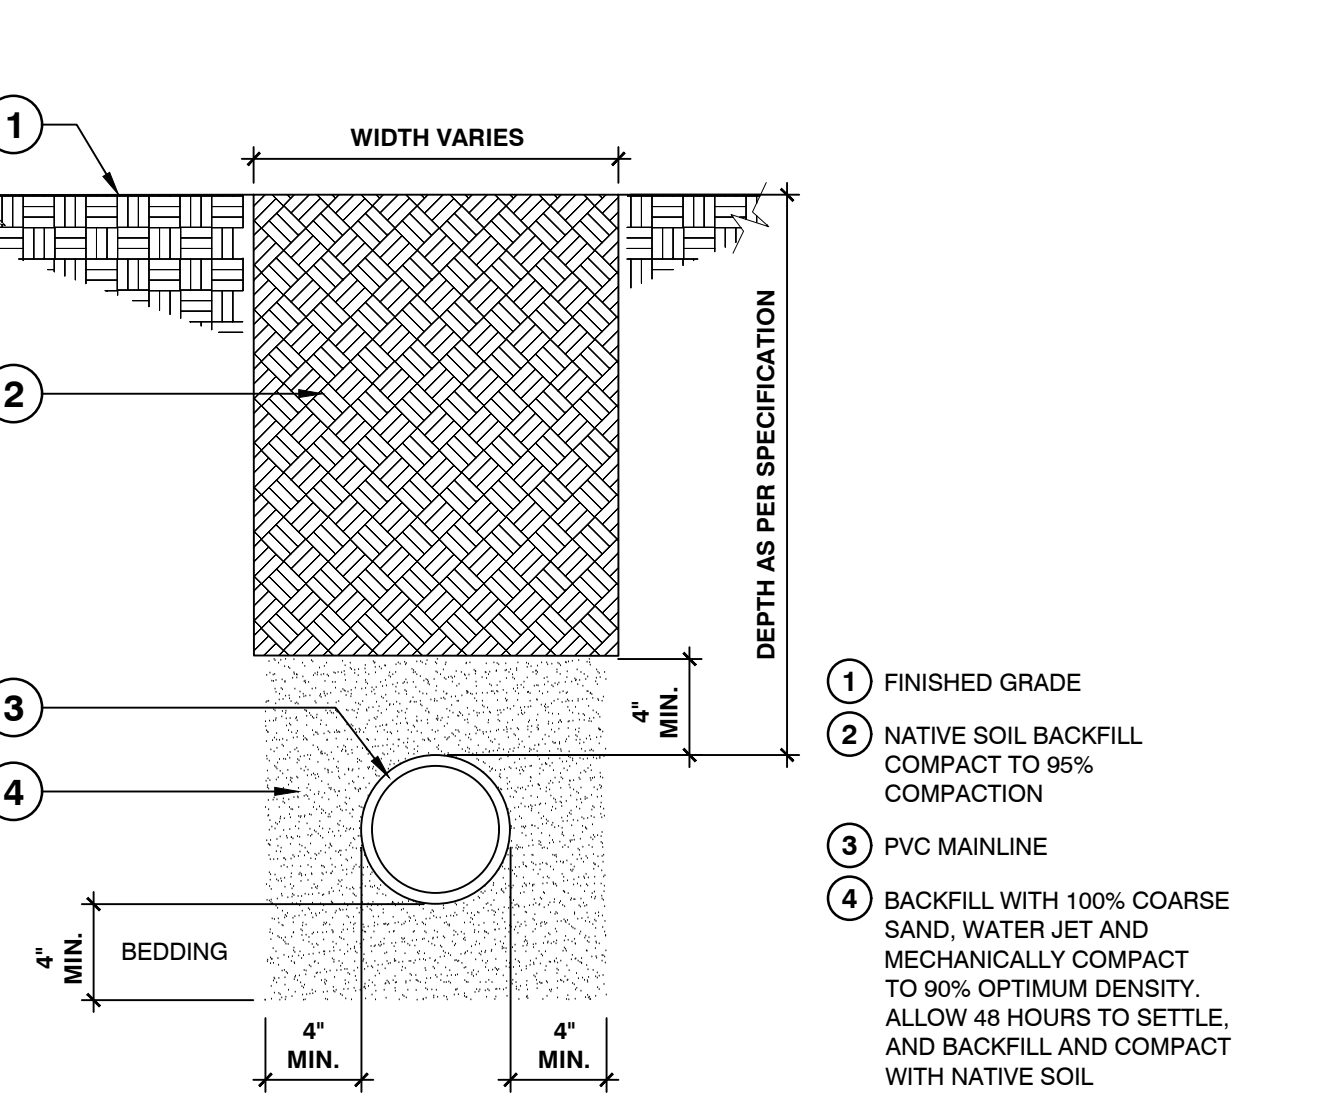 1
WIDTH VARIES
2
DEPTH AS PER SPECIFICATION
3
4"
MIN.
4
4"
MIN.
BEDDING
4"
MIN.
4"
MIN.
1 FINISHED GRADE
2 NATIVE SOIL BACKFILL
COMPACT TO 95%
COMPACTION
3 PVC MAINLINE
4 BACKFILL WITH 100% COARSE
SAND, WATER JET AND
MECHANICALLY COMPACT
TO 90% OPTIMUM DENSITY.
ALLOW 48 HOURS TO SETTLE,
AND BACKFILL AND COMPACT
WITH NATIVE SOIL